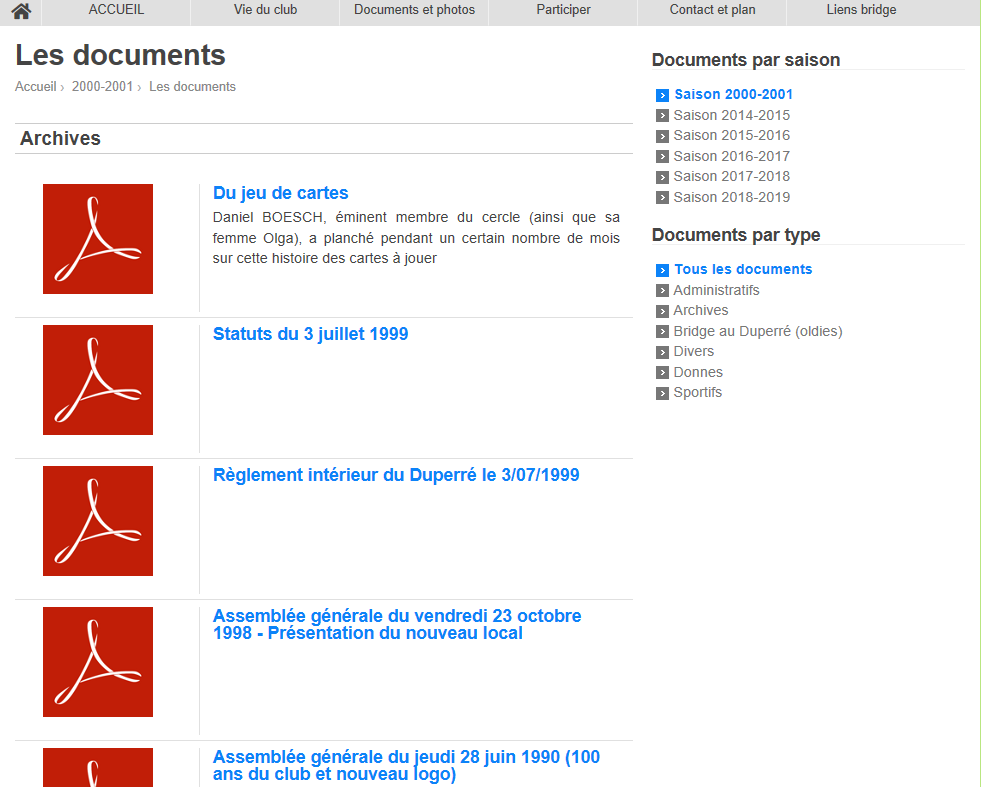 ACCUEIL Vie du club Documents et photos Participer Contact et plan Liens bridge
Les documents
Accueil › 2000-2001 › Les documents
Archives
Du jeu de cartes
Daniel BOESCH, éminent membre du cercle (ainsi que sa
femme Olga), a planché pendant un certain nombre de mois
sur cette histoire des cartes à jouer
Statuts du 3 juillet 1999
Règlement intérieur du Duperré le 3/07/1999
Assemblée générale du vendredi 23 octobre
1998 - Présentation du nouveau local
Assemblée générale du jeudi 28 juin 1990 (100
ans du club et nouveau logo)
Documents par saison
Saison 2000-2001
Saison 2014-2015
Saison 2015-2016
Saison 2016-2017
Saison 2017-2018
Saison 2018-2019
Documents par type
Tous les documents
Administratifs
Archives
Bridge au Duperré (oldies)
Divers
Donnes
Sportifs